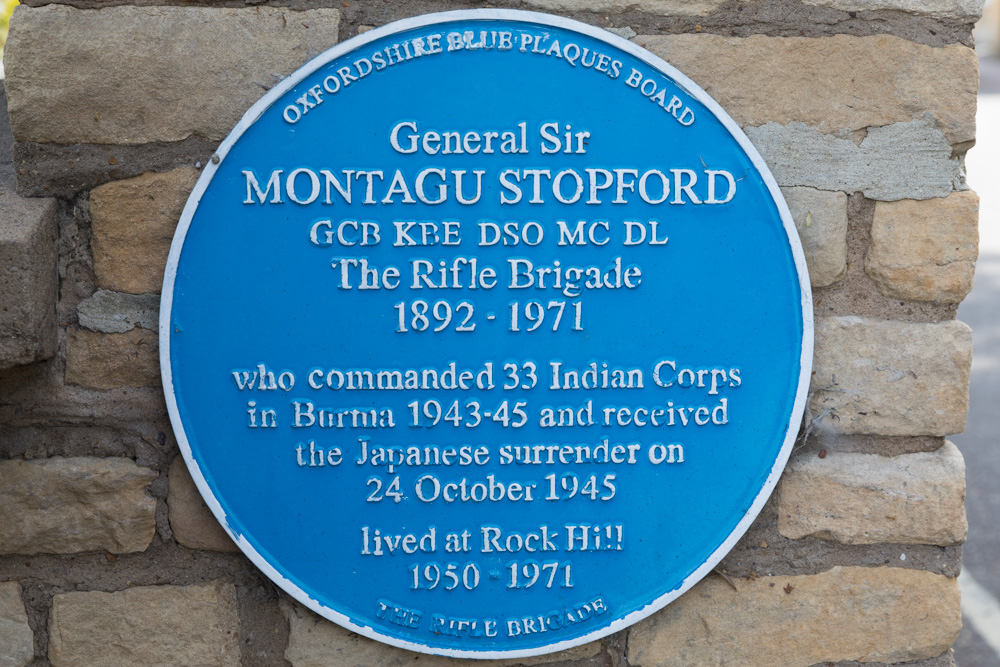 OXFORDSHIRE BLUE PLAQUES BOARD
General Sir
MONTAGU STOPFORD
GCB KBE DSO MC DL
The Rifle Brigade
1892 - 1971
who commanded 33 Indian Corps
in Burma 1943-45 and received
the Japanese surrender on
24 October 1945
lived at Rock Hill
1950 - 1971
THE RIFLE BRIGADE